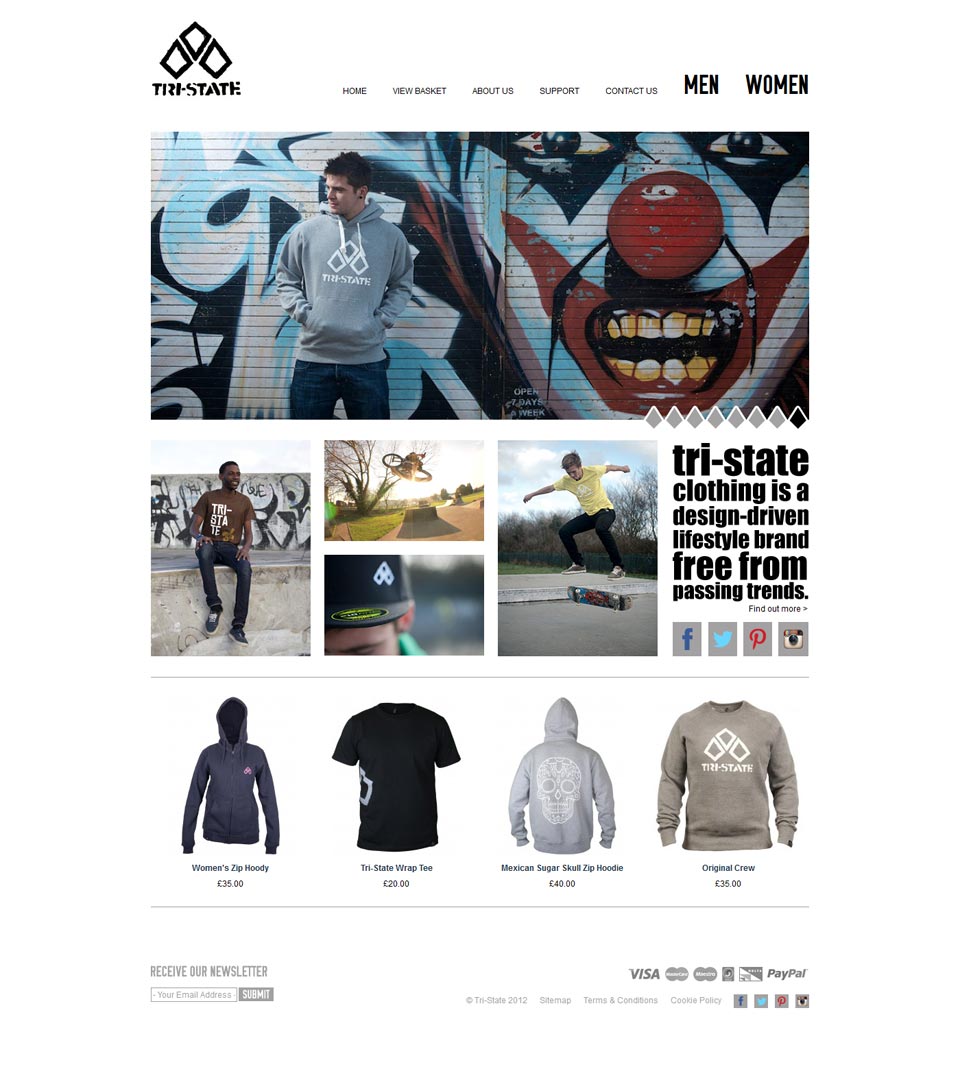 TRI-STATE
HOME VIEW BASKET ABOUT US SUPPORT CONTACT US MEN WOMEN
TRI-STATE
OPEN
7 DAYS
a WEEK
TRI-
STA
TE
tri-state
clothing is a
design-driven
lifestyle brand
free from
passing trends.
Find out more >
TRI-STATE
Women's Zip Hoody Tri-State Wrap Tee Mexican Sugar Skull Zip Hoodie Original Crew
£35.00 £20.00 £40.00 £35.00
RECEIVE OUR NEWSLETTER
VISA MasterCard Maestro DELTA PayPal
- Your Email Address - SUBMIT
© Tri-State 2012 Sitemap Terms & Conditions Cookie Policy